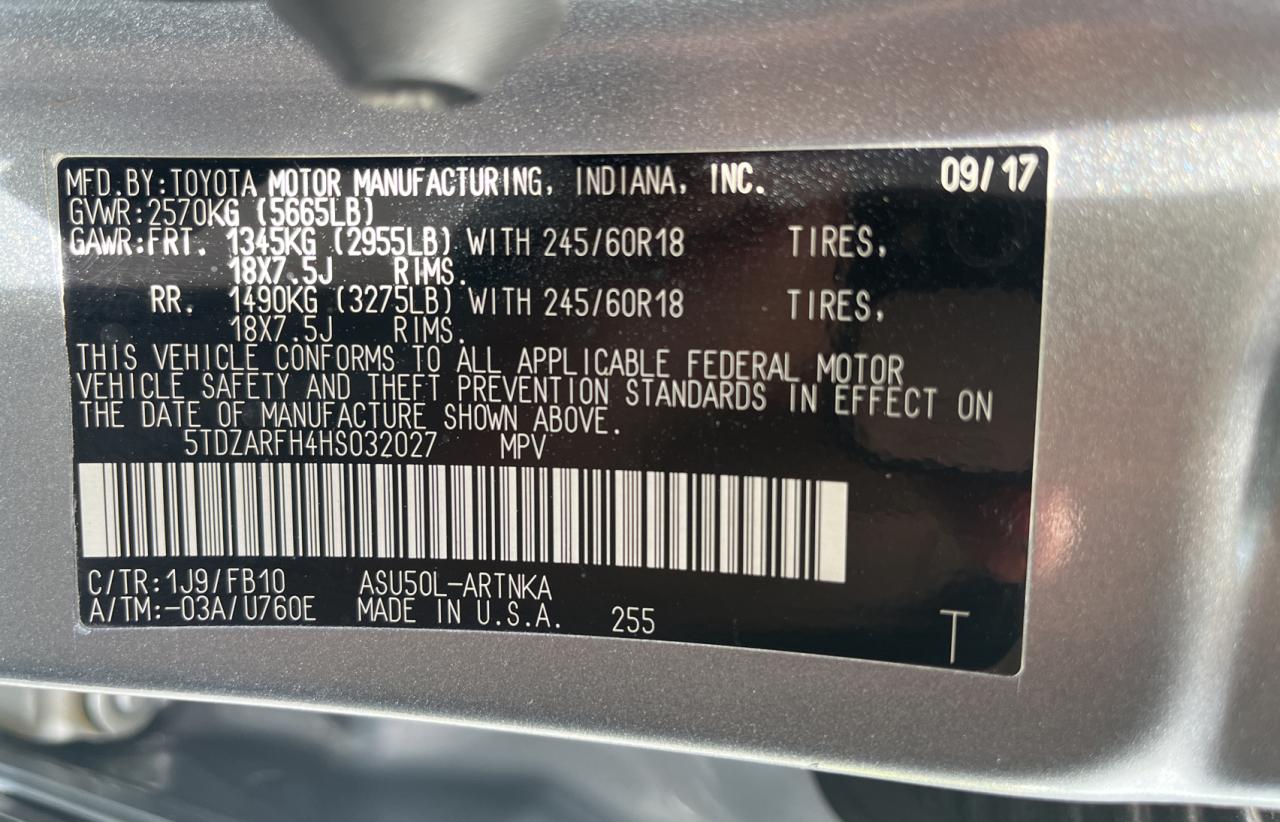 MFD.BY:TOYOTA MOTOR MANUFACTURING, INDIANA, INC. 09/17
GVWR:2570KG (5665LB)
GAWR:FRT. 1345KG (2955LB) WITH 245/60R18 TIRES,
18X7.5J RIMS.
RR. 1490KG (3275LB) WITH 245/60R18 TIRES,
18X7.5J RIMS.
THIS VEHICLE CONFORMS TO ALL APPLICABLE FEDERAL MOTOR
VEHICLE SAFETY AND THEFT PREVENTION STANDARDS IN EFFECT ON
THE DATE OF MANUFACTURE SHOWN ABOVE.
5TDZARFH4HS032027 MPV
C/TR:1J9/FB10 ASU50L-ARTNKA
A/TM:-03A/U760E MADE IN U.S.A. 255 T